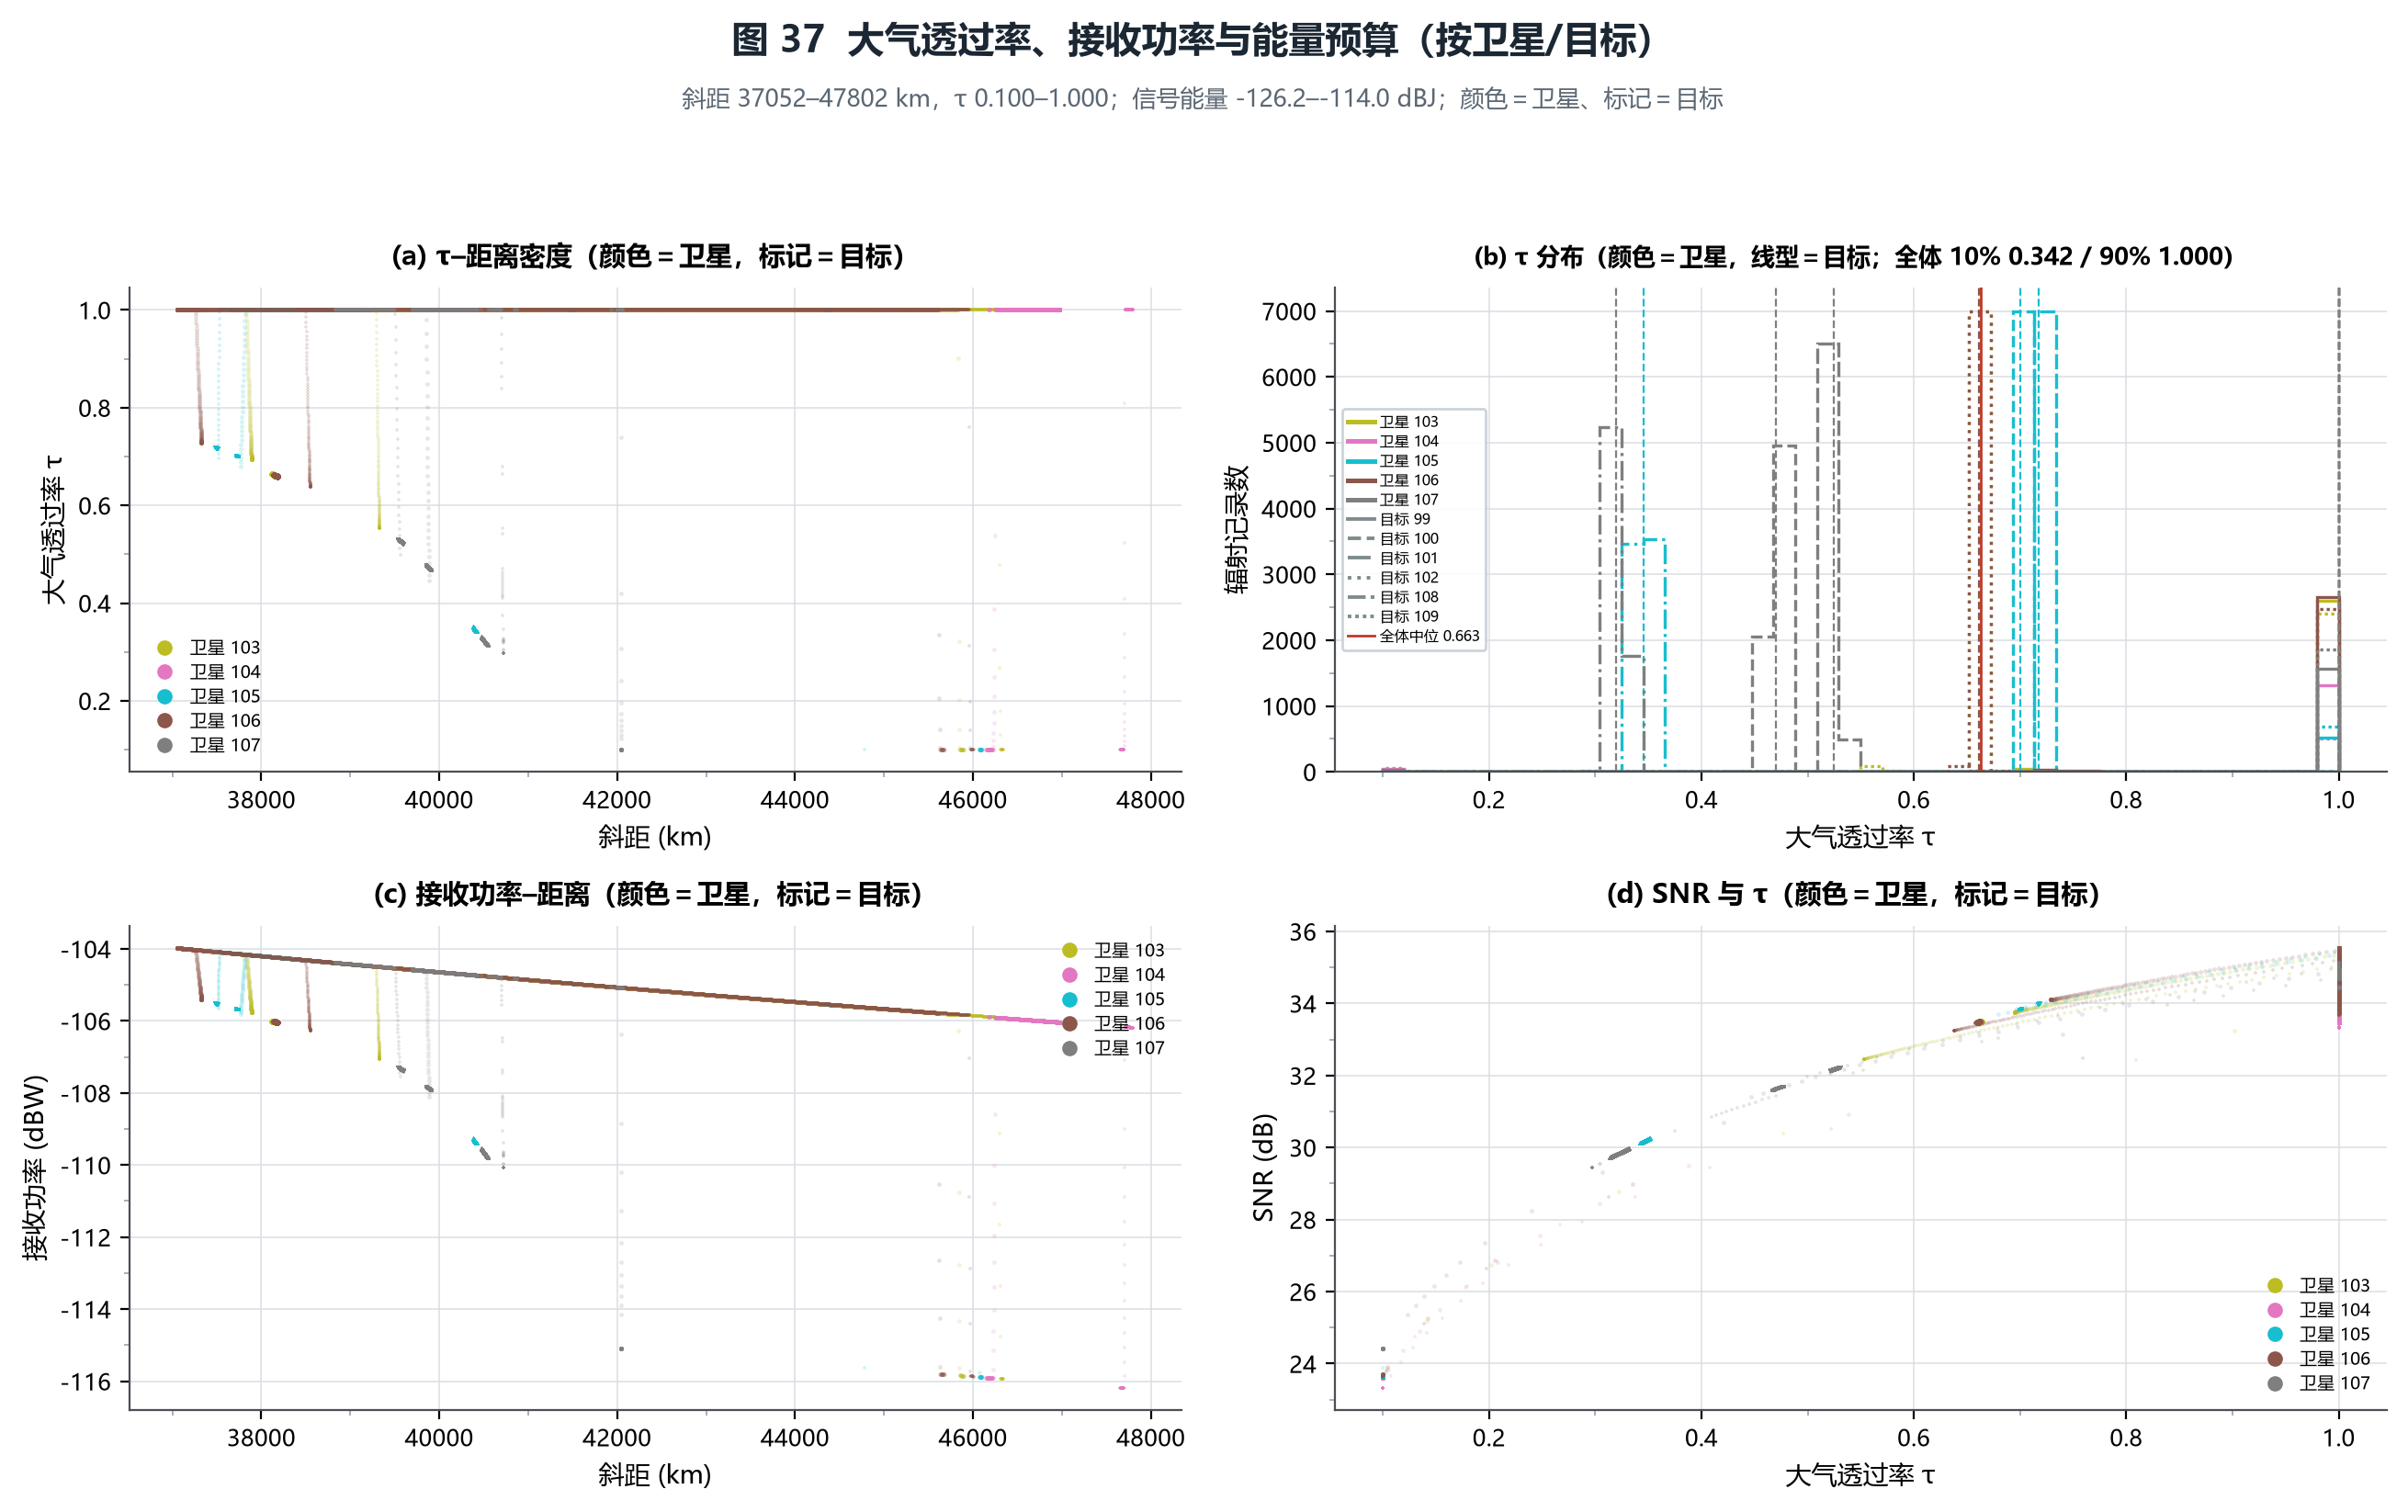 图 37  大气透过率、接收功率与能量预算（按卫星/目标）
斜距 37052–47802 km，τ 0.100–1.000；信号能量 -126.2–-114.0 dBJ；颜色＝卫星、标记＝目标
(a) τ–距离密度（颜色＝卫星，标记＝目标）
大气透过率 τ
1.0
0.8
0.6
0.4
0.2
卫星 103
卫星 104
卫星 105
卫星 106
卫星 107
38000
40000
42000
44000
46000
48000
斜距 (km)
(b) τ 分布（颜色＝卫星，线型＝目标；全体 10% 0.342 / 90% 1.000）
辐射记录数
7000
6000
5000
4000
3000
2000
1000
0
卫星 103
卫星 104
卫星 105
卫星 106
卫星 107
目标 99
目标 100
目标 101
目标 102
目标 108
目标 109
全体中位 0.663
0.2
0.4
0.6
0.8
1.0
大气透过率 τ
(c) 接收功率–距离（颜色＝卫星，标记＝目标）
接收功率 (dBW)
-104
-106
-108
-110
-112
-114
-116
卫星 103
卫星 104
卫星 105
卫星 106
卫星 107
38000
40000
42000
44000
46000
48000
斜距 (km)
(d) SNR 与 τ（颜色＝卫星，标记＝目标）
SNR (dB)
36
34
32
30
28
26
24
卫星 103
卫星 104
卫星 105
卫星 106
卫星 107
0.2
0.4
0.6
0.8
1.0
大气透过率 τ